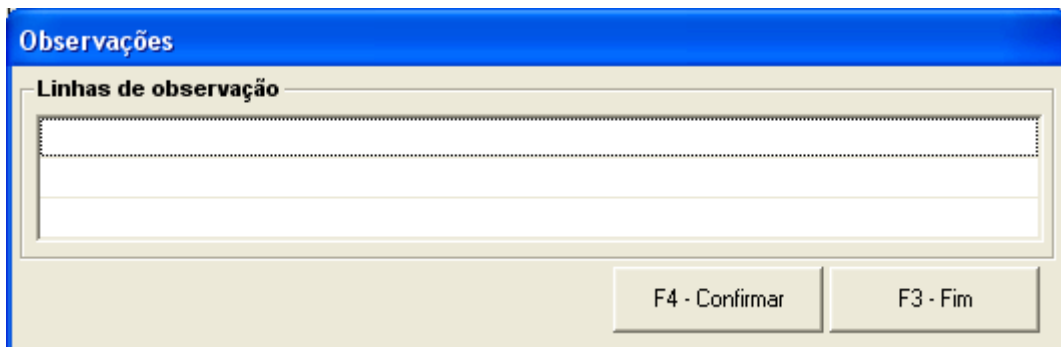 Observações
Linhas de observação
F4 - Confirmar
F3 - Fim